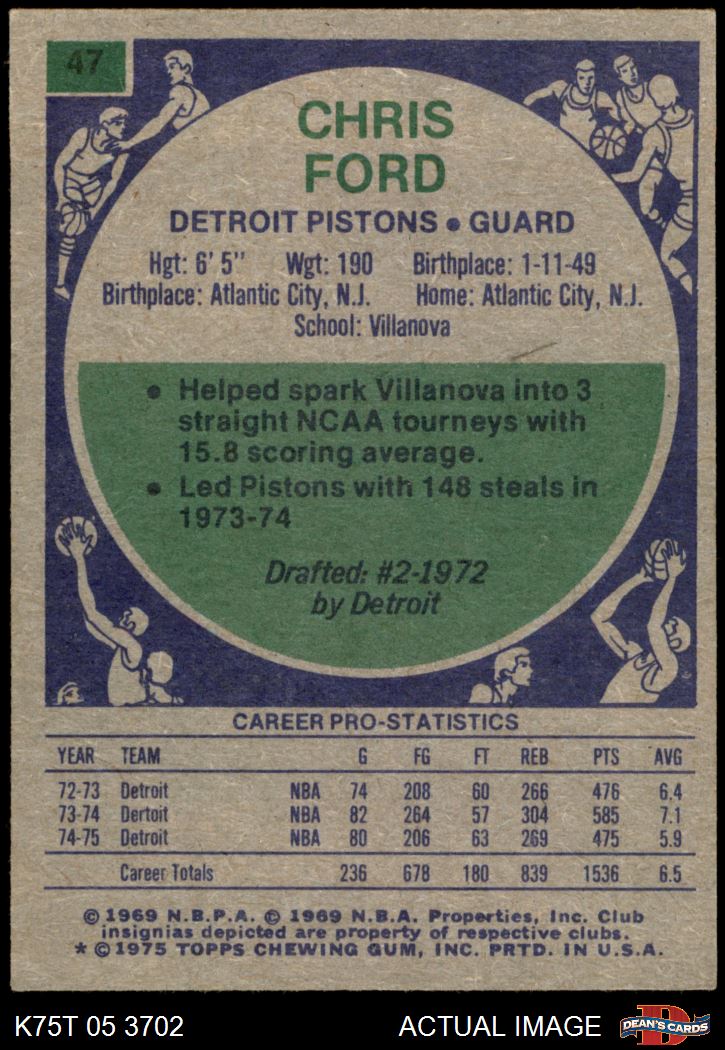 47
CHRIS
FORD
DETROIT PISTONS • GUARD
Hgt: 6' 5" Wgt: 190 Birthplace: 1-11-49
Birthplace: Atlantic City, N.J. Home: Atlantic City, N.J.
School: Villanova
• Helped spark Villanova into 3
straight NCAA tourneys with
15.8 scoring average.
• Led Pistons with 148 steals in
1973-74
Drafted: #2-1972
by Detroit
CAREER PRO-STATISTICS
YEAR TEAM G FG FT REB PTS AVG
72-73 Detroit NBA 74 208 60 266 476 6.4
73-74 Dertoit NBA 82 264 57 304 585 7.1
74-75 Detroit NBA 80 206 63 269 475 5.9
Career Totals 236 678 180 839 1536 6.5
© 1969 N.B.P.A. © 1969 N.B.A. Properties, Inc. Club
insignias depicted are property of respective clubs.
* © 1975 TOPPS CHEWING GUM, INC. PRTD. IN U.S.A.
K75T 05 3702 ACTUAL IMAGE D DEAN'S CARDS